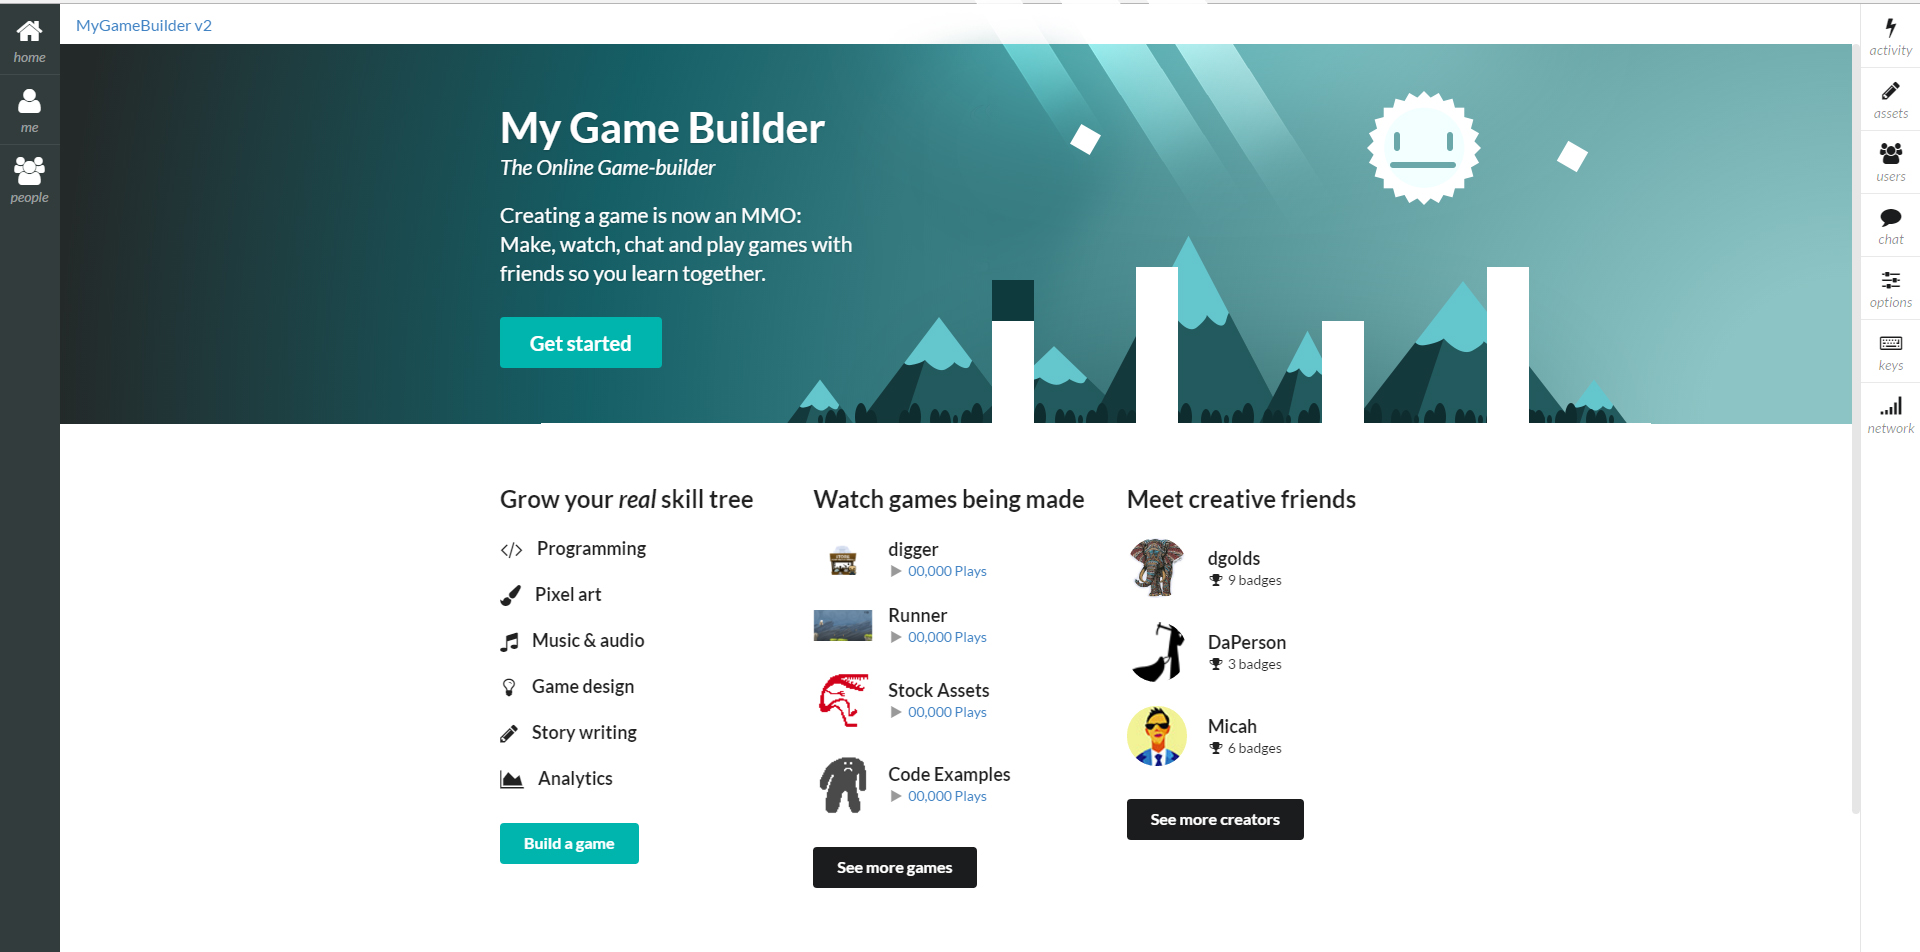 MyGameBuilder v2
home
me
people
My Game Builder
The Online Game-builder
Creating a game is now an MMO:
Make, watch, chat and play games with
friends so you learn together.
Get started
activity
assets
users
chat
options
keys
network
Grow your real skill tree
Programming
Pixel art
Music & audio
Game design
Story writing
Analytics
Build a game
Watch games being made
digger
00,000 Plays
Runner
00,000 Plays
Stock Assets
00,000 Plays
Code Examples
00,000 Plays
See more games
Meet creative friends
dgolds
9 badges
DaPerson
3 badges
Micah
6 badges
See more creators